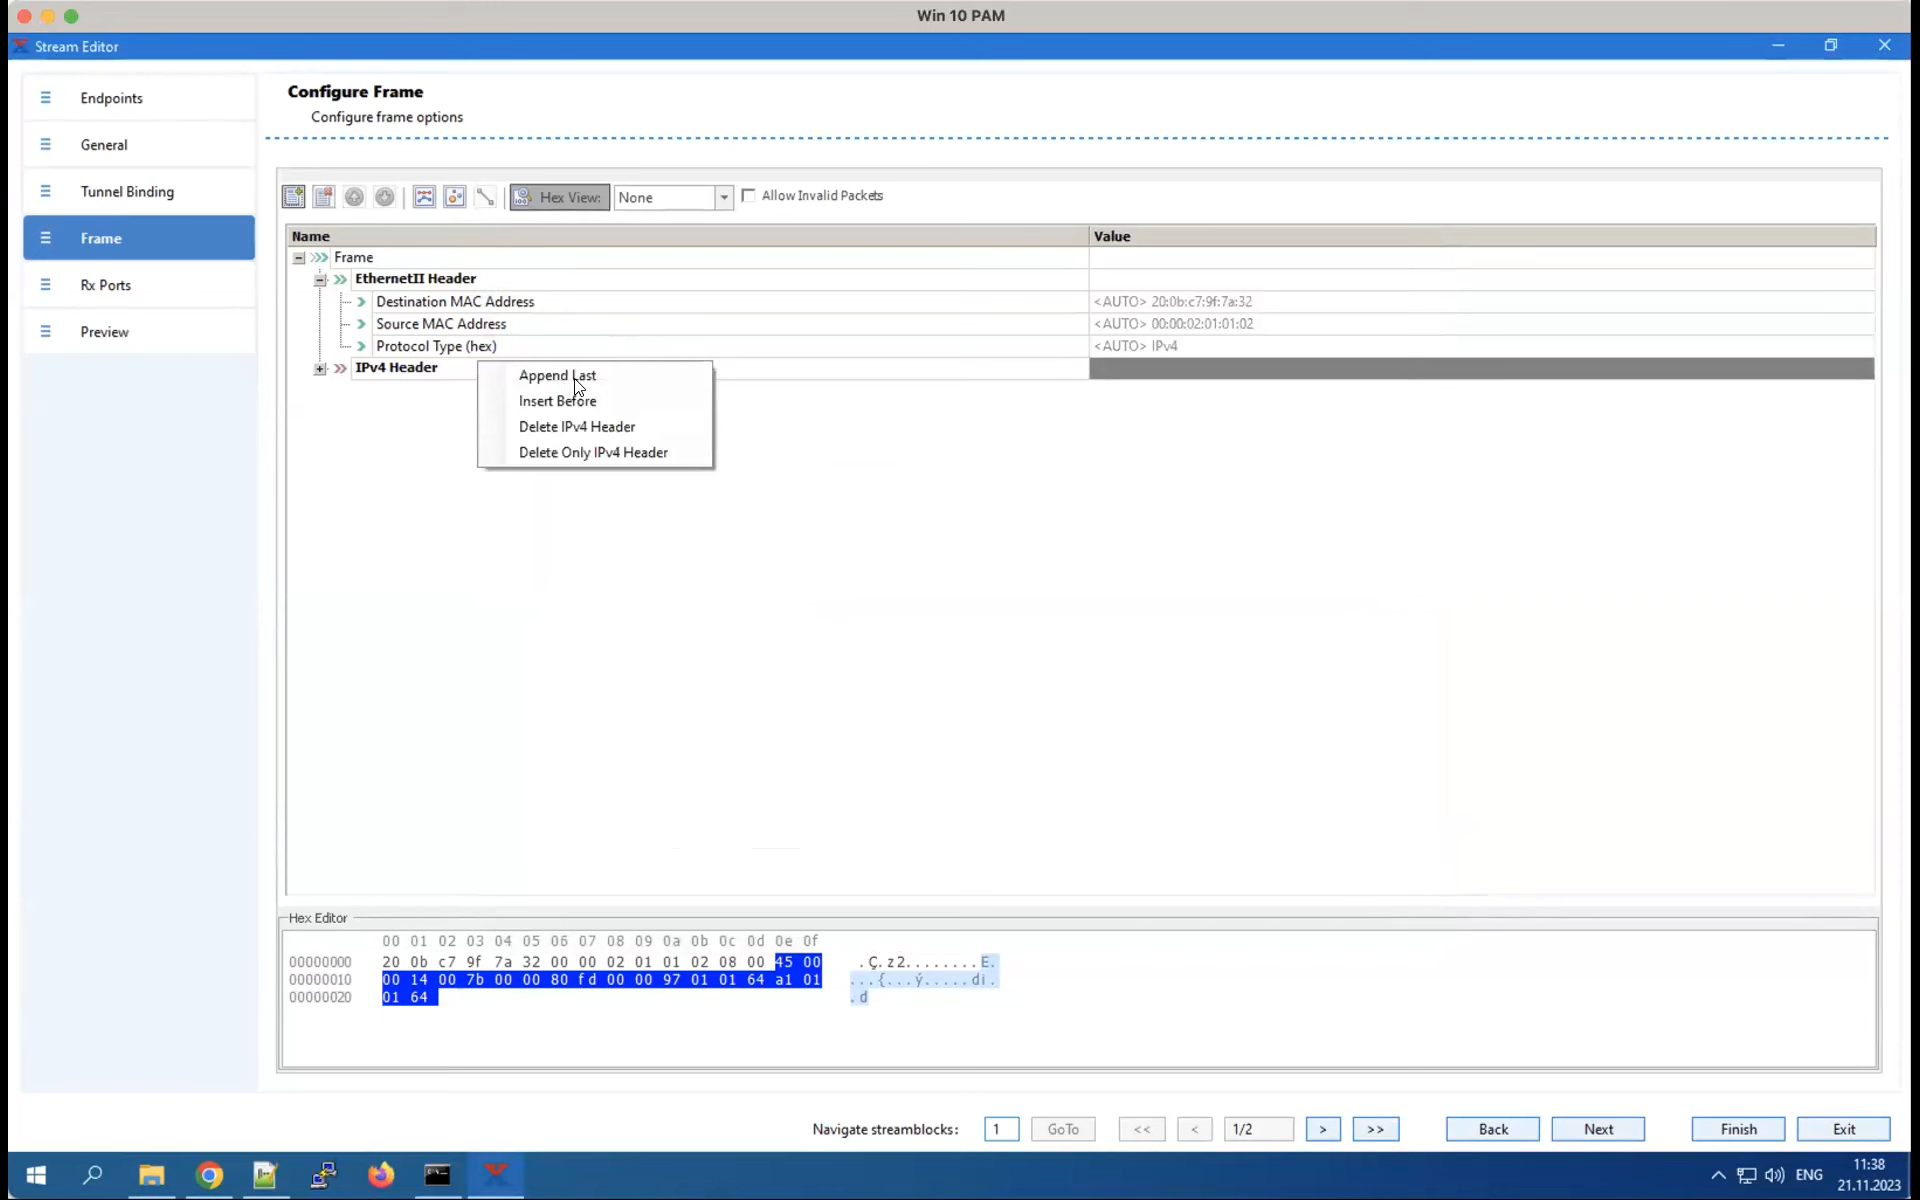 Win 10 PAM
Stream Editor
Endpoints
General
Tunnel Binding
Frame
Rx Ports
Preview
Configure Frame
Configure frame options
Hex View: None Allow Invalid Packets
Name Value
Frame
EthernetII Header
Destination MAC Address <AUTO> 20:0b:c7:9f:7a:32
Source MAC Address <AUTO> 00:00:02:01:01:02
Protocol Type (hex) <AUTO> IPv4
IPv4 Header
Append Last
Insert Before
Delete IPv4 Header
Delete Only IPv4 Header
Hex Editor
00 01 02 03 04 05 06 07 08 09 0a 0b 0c 0d 0e 0f
00000000 20 0b c7 9f 7a 32 00 00 02 01 01 02 08 00 45 00 .Ç.z2........E.
00000010 00 14 00 7b 00 00 80 fd 00 00 97 01 01 64 a1 01 ...{...ý.....di.
00000020 01 64 .d
Navigate streamblocks: 1 GoTo << < 1/2 > >> Back Next Finish Exit
ENG
11:38
21.11.2023